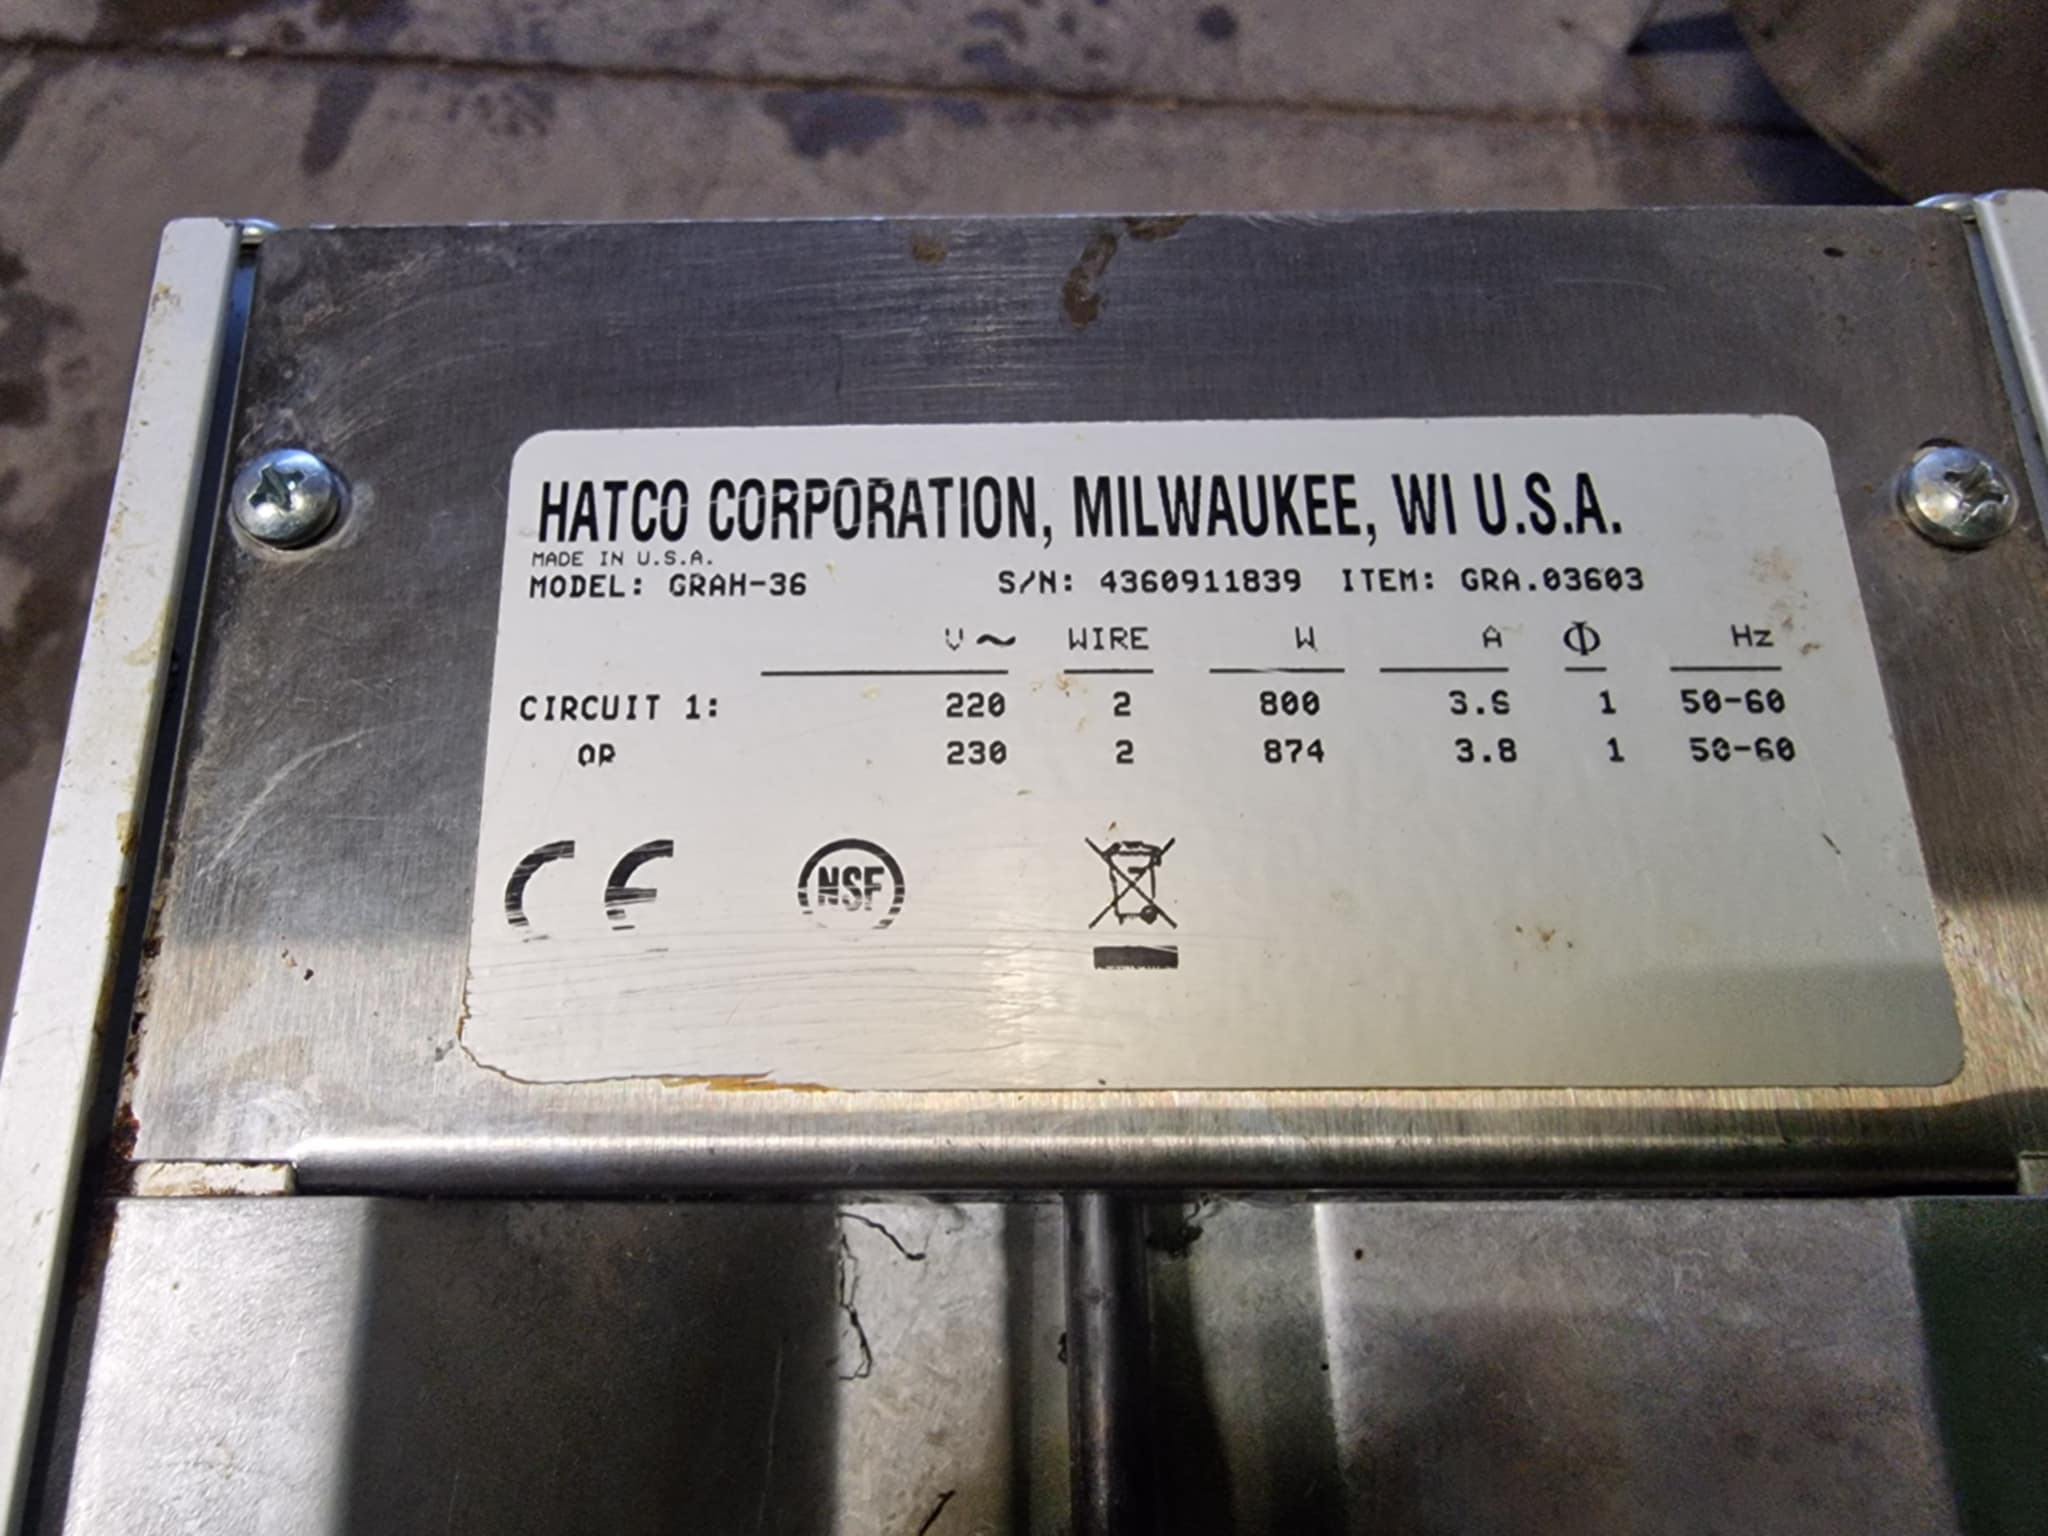 HATCO CORPORATION, MILWAUKEE, WI U.S.A.
MADE IN U.S.A.
MODEL: GRAH-36 S/N: 4360911839 ITEM: GRA.03603
V~ WIRE W A Φ Hz
CIRCUIT 1: 220 2 800 3.6 1 50-60
OR 230 2 874 3.8 1 50-60
CE NSF